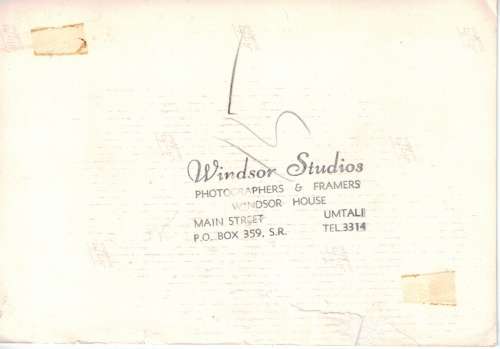 Windsor Studios
PHOTOGRAPHERS & FRAMERS
WINDSOR HOUSE
MAIN STREET UMTALI
P.O. BOX 359, S.R. TEL.3314